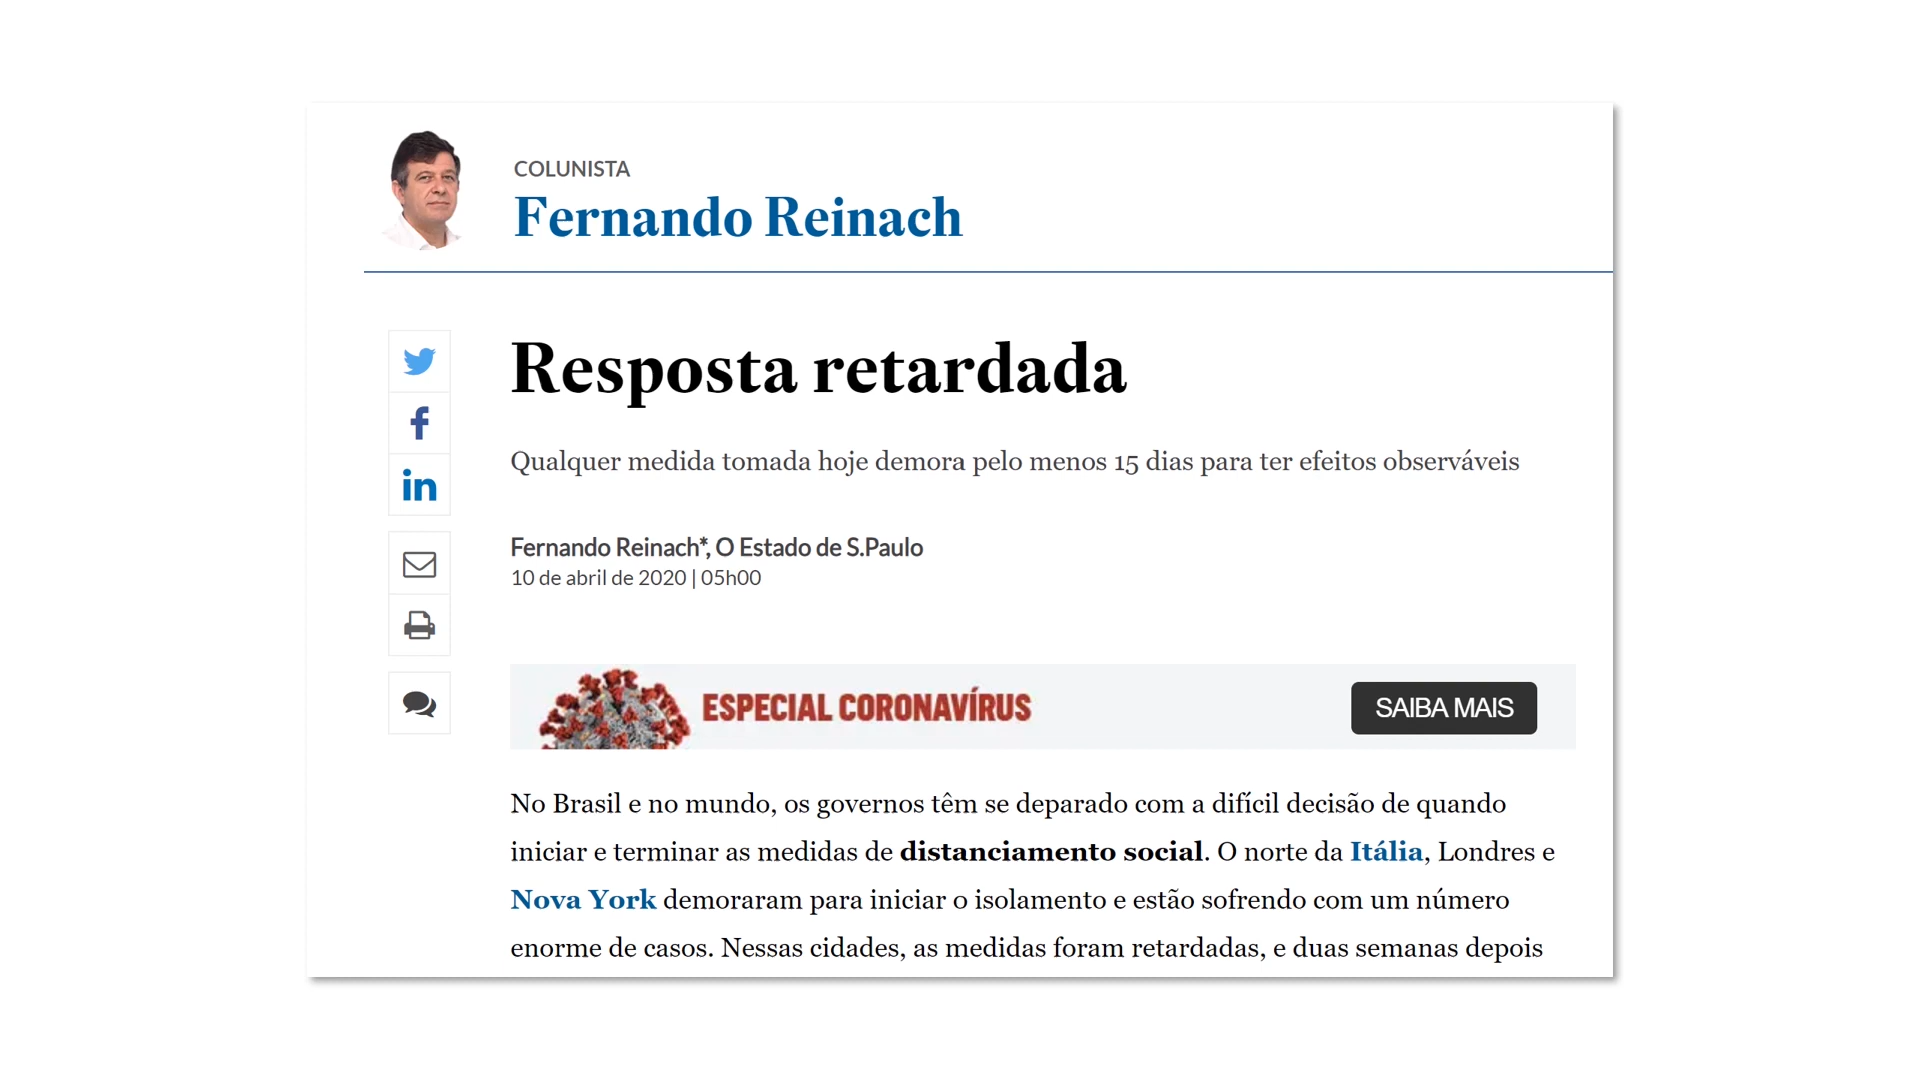 COLUNISTA
Fernando Reinach
Resposta retardada
Qualquer medida tomada hoje demora pelo menos 15 dias para ter efeitos observáveis
Fernando Reinach*, O Estado de S.Paulo
10 de abril de 2020 | 05h00
ESPECIAL CORONAVÍRUS
SAIBA MAIS
No Brasil e no mundo, os governos têm se deparado com a difícil decisão de quando
iniciar e terminar as medidas de distanciamento social. O norte da Itália, Londres e
Nova York demoraram para iniciar o isolamento e estão sofrendo com um número
enorme de casos. Nessas cidades, as medidas foram retardadas, e duas semanas depois